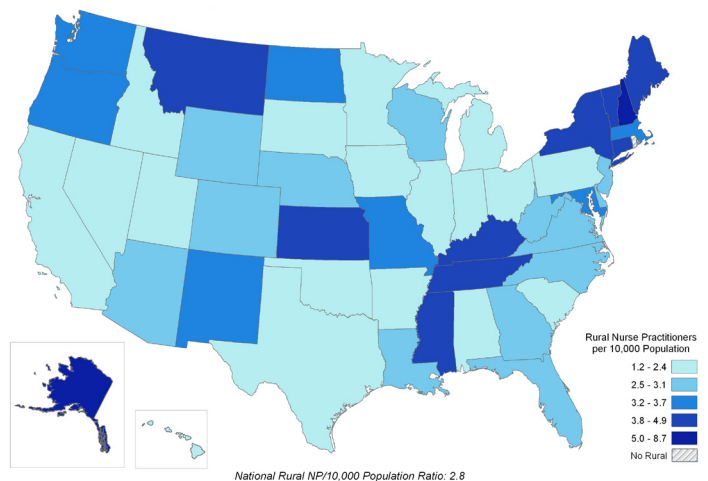 Rural Nurse Practitioners
per 10,000 Population
1.2 - 2.4
2.5 - 3.1
3.2 - 3.7
3.8 - 4.9
5.0 - 8.7
No Rural
National Rural NP/10,000 Population Ratio: 2.8